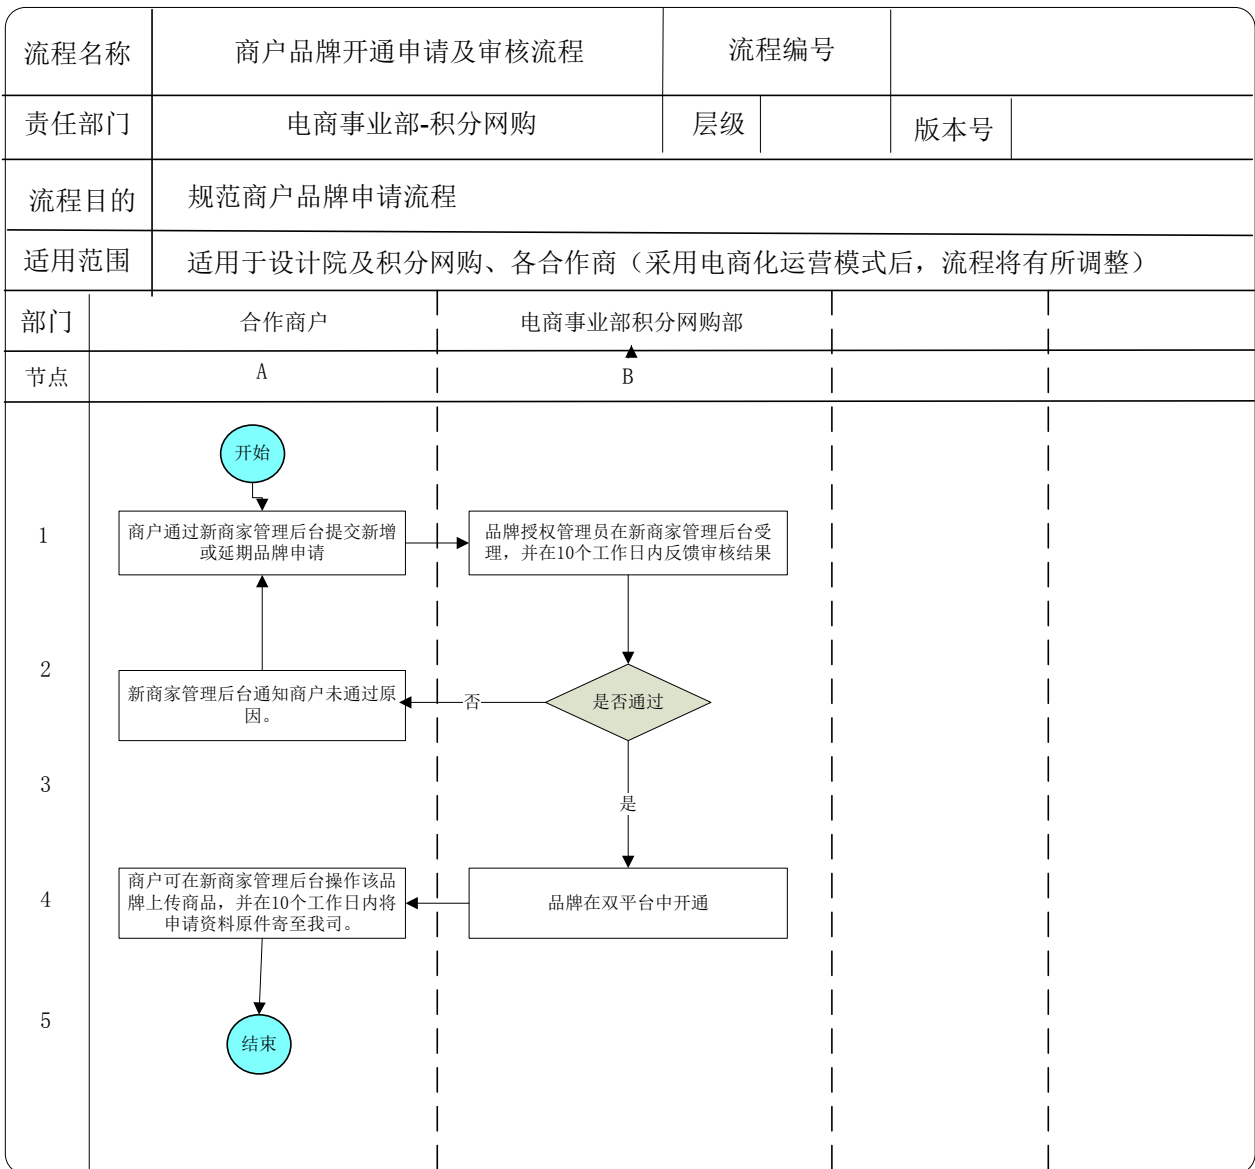 流程名称 商户品牌开通申请及审核流程 流程编号
责任部门 电商事业部-积分网购 层级 版本号
流程目的 规范商户品牌申请流程
适用范围 适用于设计院及积分网购、各合作商（采用电商化运营模式后，流程将有所调整）
部门 合作商户 电商事业部积分网购部
节点 A B
开始
1
商户通过新商家管理后台提交新增
或延期品牌申请
品牌授权管理员在新商家管理后台受
理，并在10个工作日内反馈审核结果
2
新商家管理后台通知商户未通过原
因。
否
是否通过
3
是
4
商户可在新商家管理后台操作该品
牌上传商品，并在10个工作日内将
申请资料原件寄至我司。
品牌在双平台中开通
5
结束